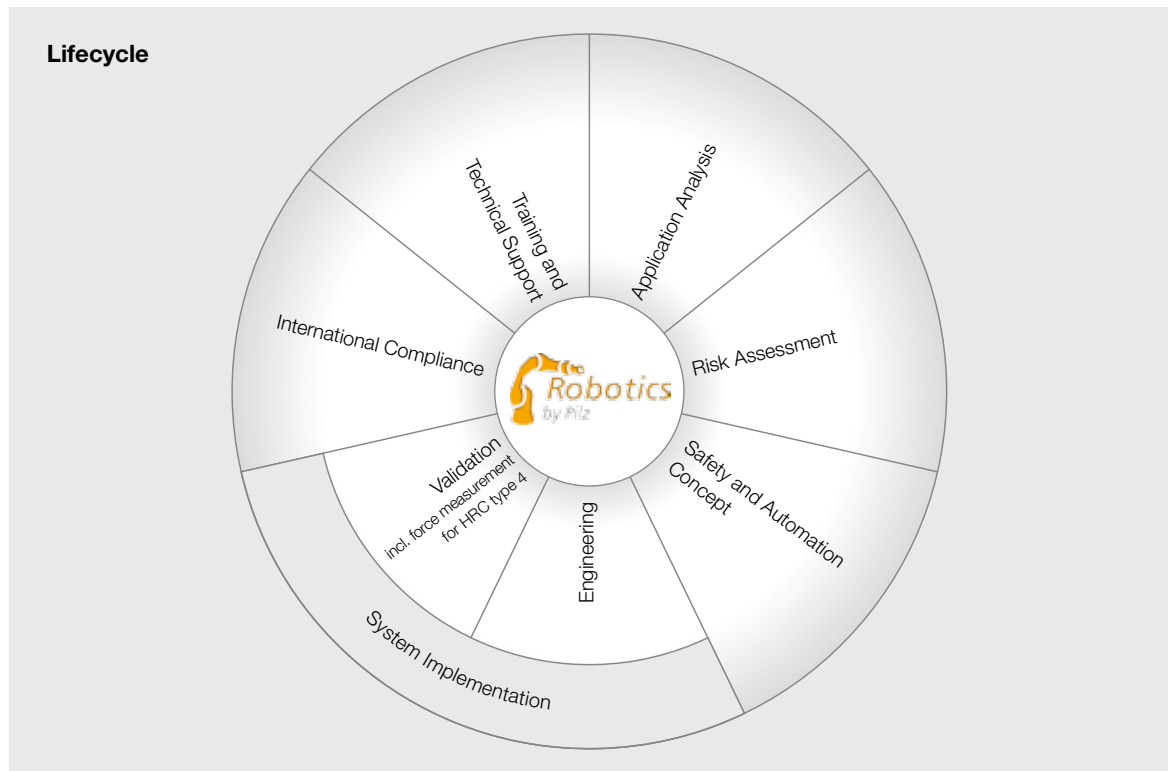 Lifecycle
Application Analysis
Risk Assessment
Safety and Automation
Concept
Engineering
Validation
incl. force measurement
for HRC type 4
System Implementation
International Compliance
Training and
Technical Support
Robotics
by Pilz